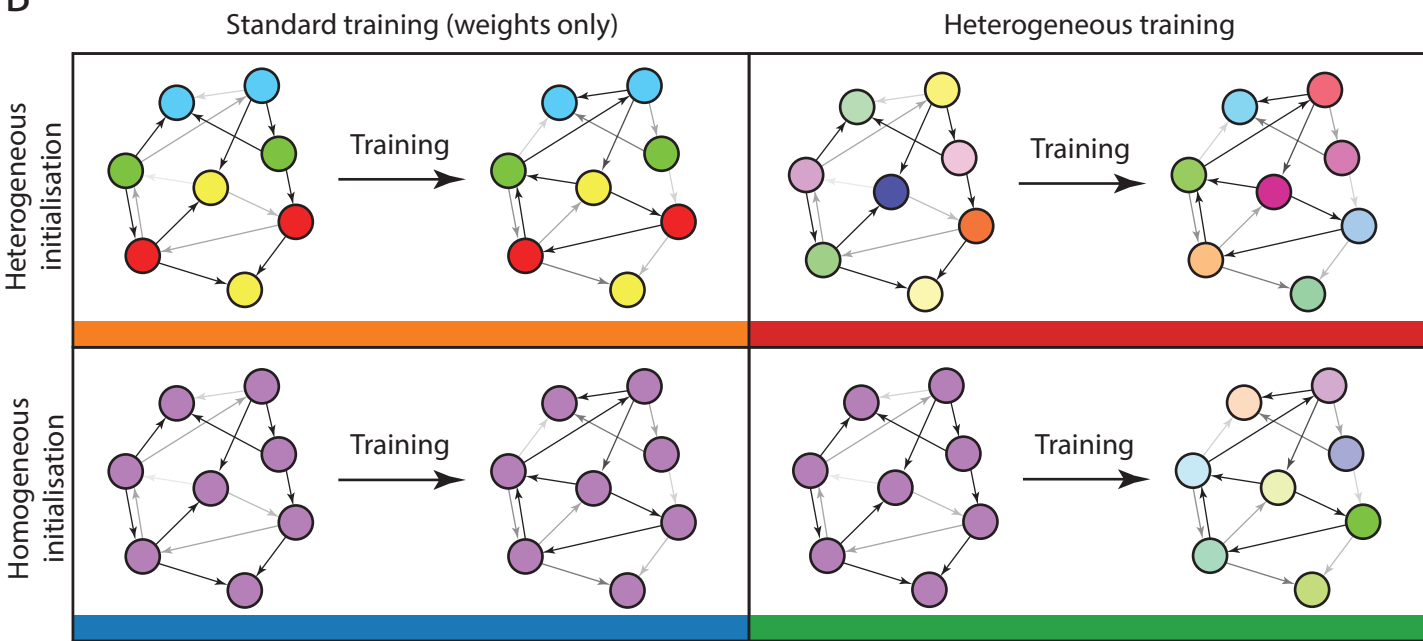 Standard training (weights only)
Heterogeneous training
Heterogeneous
initialisation
Training
Training
Homogeneous
initialisation
Training
Training